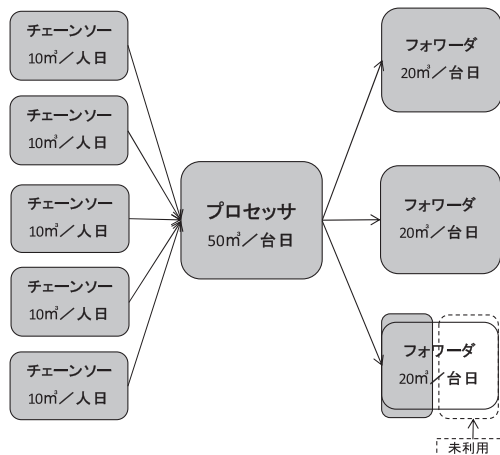 チェーンソー
10㎥／人日
チェーンソー
10㎥／人日
チェーンソー
10㎥／人日
チェーンソー
10㎥／人日
チェーンソー
10㎥／人日
プロセッサ
50㎥／台日
フォワーダ
20㎥／台日
フォワーダ
20㎥／台日
フォワーダ
20㎥／台日
未利用